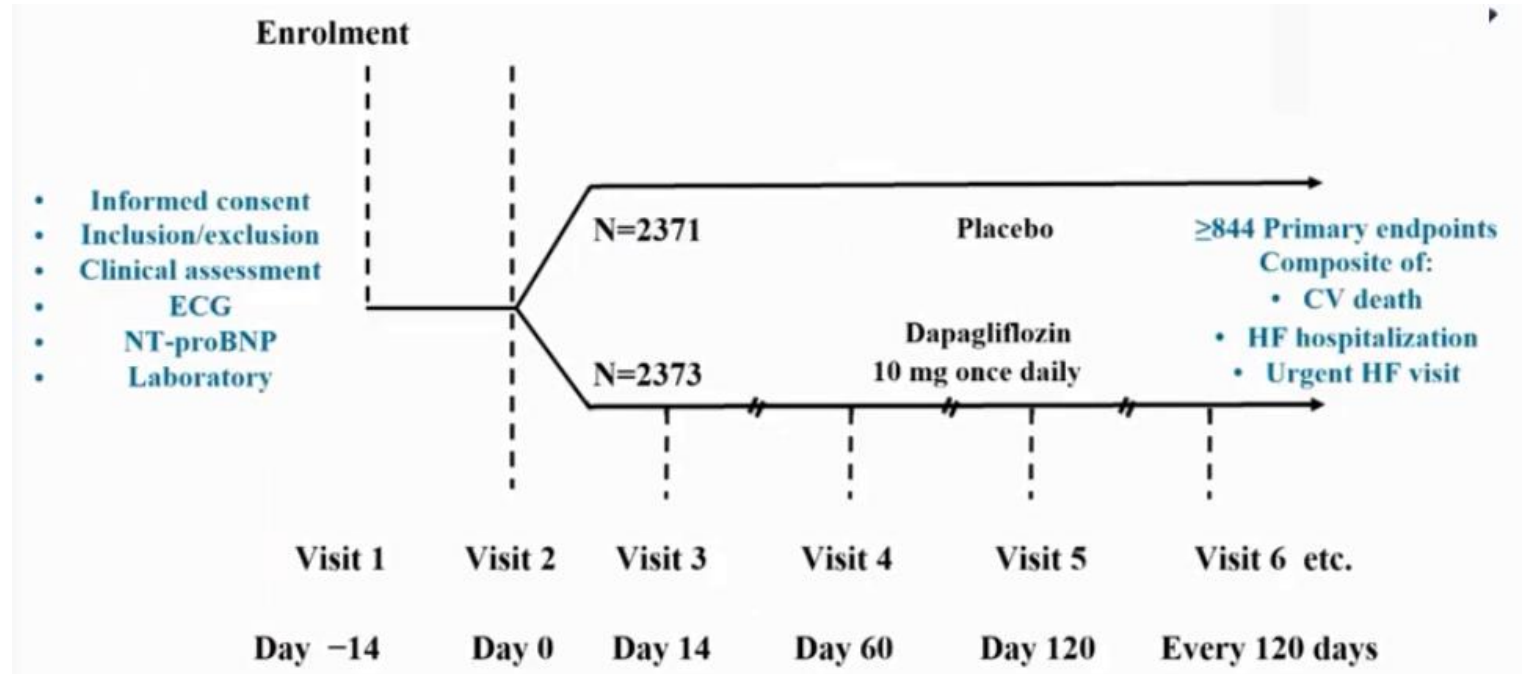 Enrolment
• Informed consent
• Inclusion/exclusion
• Clinical assessment
• ECG
• NT-proBNP
• Laboratory
N=2371
Placebo
≥844 Primary endpoints
Composite of:
• CV death
• HF hospitalization
• Urgent HF visit
N=2373
Dapagliflozin
10 mg once daily
Visit 1 Visit 2 Visit 3 Visit 4 Visit 5 Visit 6 etc.
Day −14 Day 0 Day 14 Day 60 Day 120 Every 120 days